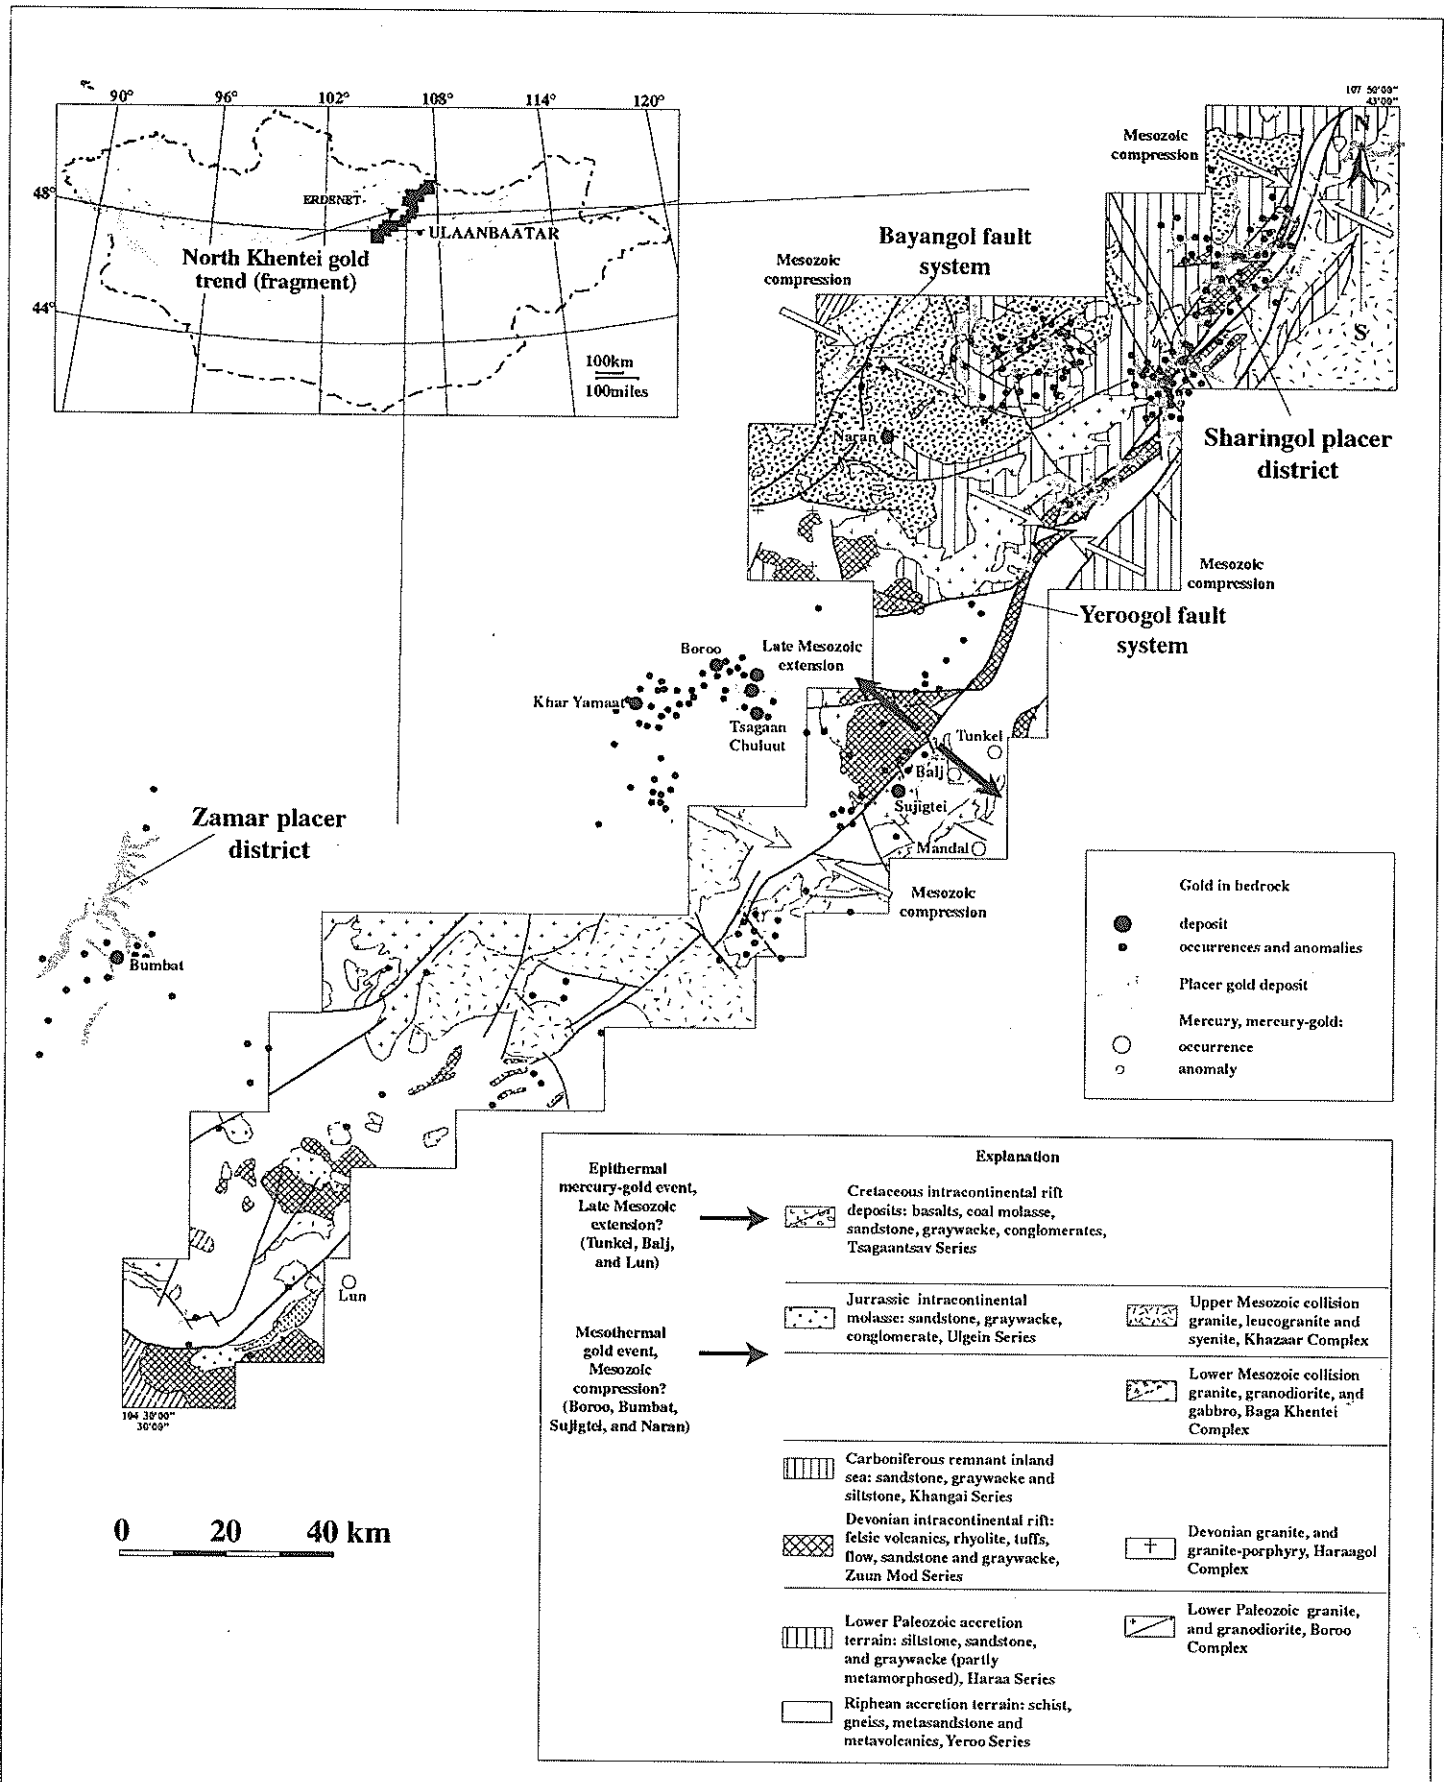 90°
96°
102°
108°
114°
120°
48°
44°
ERDENET
ULAANBAATAR
North Khentei gold
trend (fragment)
100km
100miles
107 50'00"
43'00"
N
S
Mesozoic
compression
Bayangol fault
system
Mesozoic
compression
Naran
Sharingol placer
district
Mesozoic
compression
Yeroogol fault
system
Boroo
Late Mesozoic
extension
Khar Yamaat
Tsagaan
Chuluut
Tunkel
Balj
Sujigtei
Mandal
Mesozoic
compression
Zamar placer
district
Bumbat
Lun
104 30'00"
30'00"
0 20 40 km
Gold in bedrock
deposit
occurrences and anomalies
Placer gold deposit
Mercury, mercury-gold:
occurrence
anomaly
Explanation
Epithermal
mercury-gold event,
Late Mesozoic
extension?
(Tunkel, Balj,
and Lun)
Mesothermal
gold event,
Mesozoic
compression?
(Boroo, Bumbat,
Sujigtei, and Naran)
Cretaceous intracontinental rift
deposits: basalts, coal molasse,
sandstone, graywacke, conglomerates,
Tsagaantsav Series
Jurrassic intracontinental
molasse: sandstone, graywacke,
conglomerate, Ulgein Series
Upper Mesozoic collision
granite, leucogranite and
syenite, Khazaar Complex
Lower Mesozoic collision
granite, granodiorite, and
gabbro, Baga Khentei
Complex
Carboniferous remnant inland
sea: sandstone, graywacke and
siltstone, Khangai Series
Devonian intracontinental rift:
felsic volcanics, rhyolite, tuffs,
flow, sandstone and graywacke,
Zuun Mod Series
Devonian granite, and
granite-porphyry, Haraagol
Complex
Lower Paleozoic accretion
terrain: siltstone, sandstone,
and graywacke (partly
metamorphosed), Haraa Series
Lower Paleozoic granite,
and granodiorite, Boroo
Complex
Riphean accretion terrain: schist,
gneiss, metasandstone and
metavolcanics, Yeroo Series